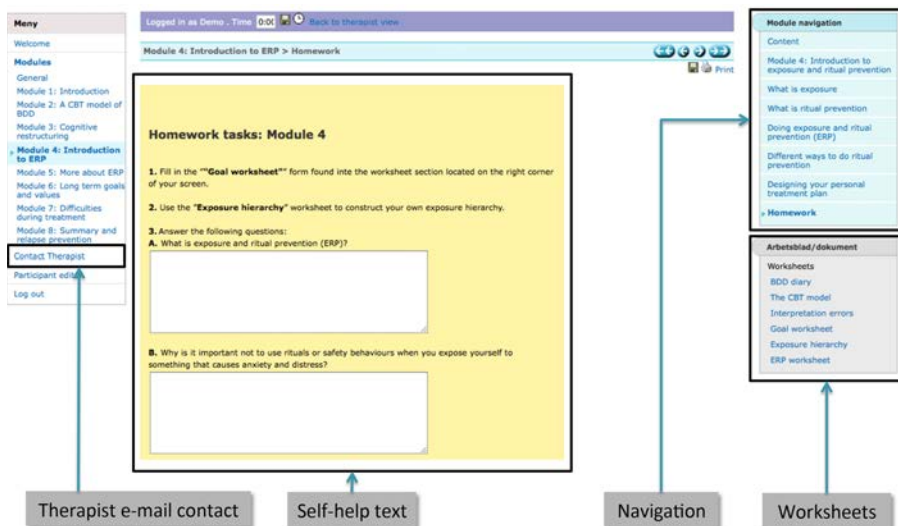 Meny
Welcome
Modules
General
Module 1: Introduction
Module 2: A CBT model of
BDD
Module 3: Cognitive
restructuring
» Module 4: Introduction
to ERP
Module 5: More about ERP
Module 6: Long term goals
and values
Module 7: Difficulties
during treatment
Module 8: Summary and
relapse prevention
Contact Therapist
Participant edit
Log out
Logged in as Demo . Time 0:00 Back to therapist view
Module 4: Introduction to ERP > Homework
Print
Homework tasks: Module 4
1. Fill in the ""Goal worksheet"" form found inte the worksheet section located on the right corner
of your screen.
2. Use the "Exposure hierarchy" worksheet to construct your own exposure hierarchy.
3. Answer the following questions:
A. What is exposure and ritual prevention (ERP)?
B. Why is it important not to use rituals or safety behaviours when you expose yourself to
something that causes anxiety and distress?
Module navigation
Content
Module 4: Introduction to
exposure and ritual prevention
What is exposure
What is ritual prevention
Doing exposure and ritual
prevention (ERP)
Different ways to do ritual
prevention
Designing your personal
treatment plan
» Homework
Arbetsblad/dokument
Worksheets
BDD diary
The CBT model
Interpretation errors
Goal worksheet
Exposure hierarchy
ERP worksheet
Therapist e-mail contact
Self-help text
Navigation
Worksheets